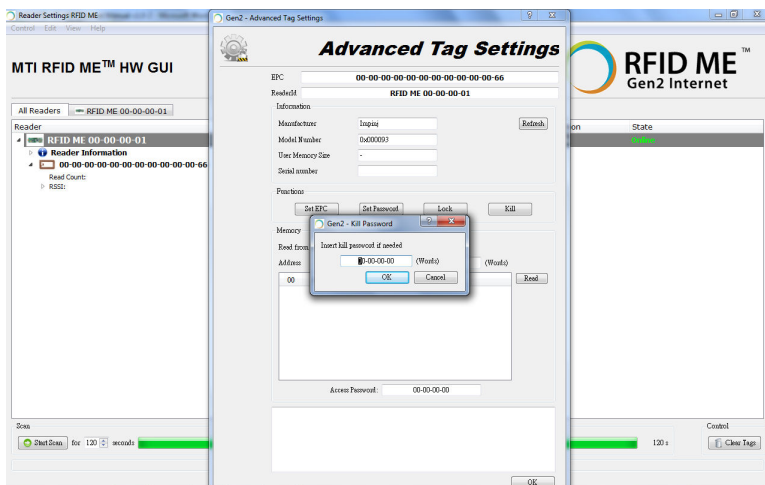 Reader Settings RFID ME
Control Edit View Help
MTI RFID ME™ HW GUI
All Readers
RFID ME 00-00-00-01
Reader
State
RFID ME 00-00-00-01
Online
Reader Information
00-00-00-00-00-00-00-00-00-00-00-66
Read Count:
RSSI:
Scan
Start Scan for 120 seconds
120 s
Control
Clear Tags
RFID ME™
Gen2 Internet
Gen2 - Advanced Tag Settings
Advanced Tag Settings
EPC 00-00-00-00-00-00-00-00-00-00-00-66
ReaderId RFID ME 00-00-00-01
Information
Manufacturer Impinj
Refresh
Model Number 0x000093
User Memory Size -
Serial number
Functions
Set EPC Set Password Lock Kill
Memory
Read from
Address (Words)
00
Read
Access Password: 00-00-00-00
OK
Gen2 - Kill Password
Insert kill password if needed
00-00-00-00 (Words)
OK Cancel